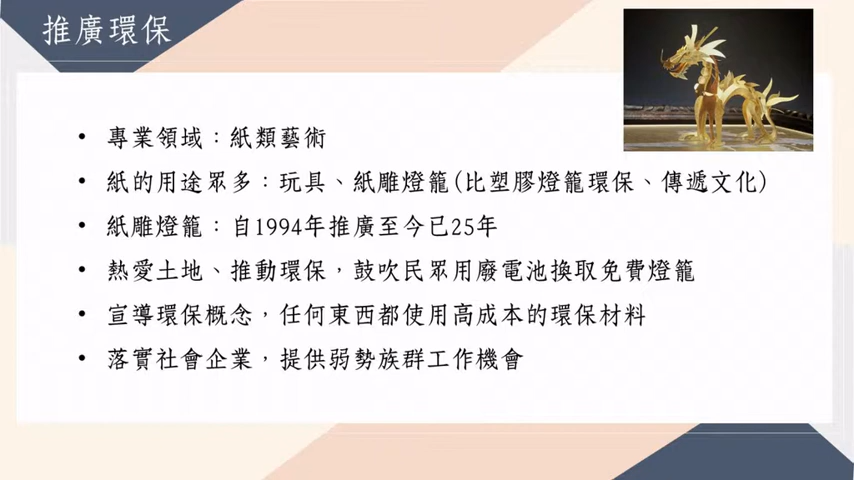 推廣環保
• 專業領域：紙類藝術
• 紙的用途眾多：玩具、紙雕燈籠(比塑膠燈籠環保、傳遞文化)
• 紙雕燈籠：自1994年推廣至今已25年
• 熱愛土地、推動環保，鼓吹民眾用廢電池換取免費燈籠
• 宣導環保概念，任何東西都使用高成本的環保材料
• 落實社會企業，提供弱勢族群工作機會